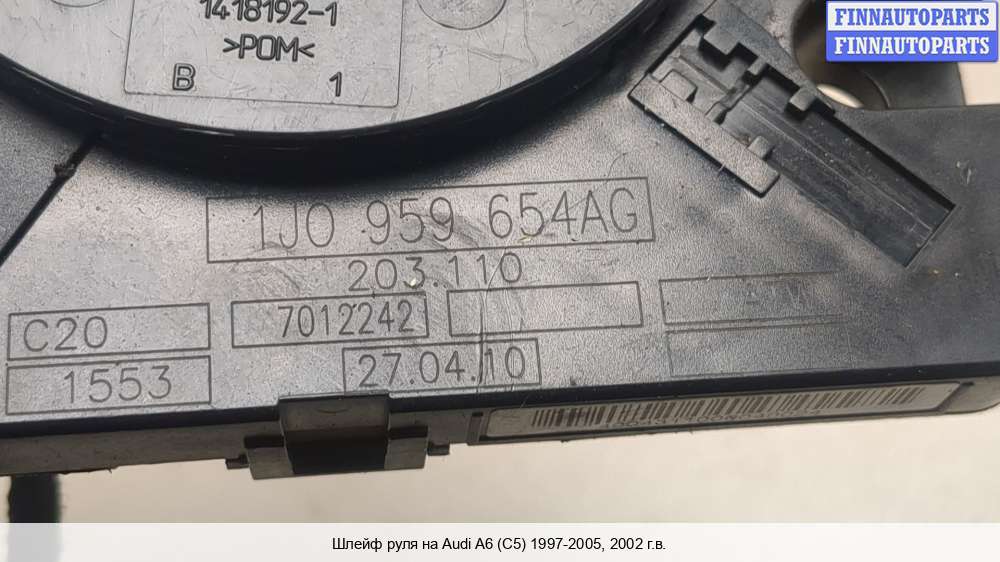 FINNAUTOPARTS
FINNAUTOPARTS
1418192-1
>POM<
B 1
1J0 959 654AG
203.110
C20 7012242
1553 27.04.10
Шлейф руля на Audi A6 (C5) 1997-2005, 2002 г.в.